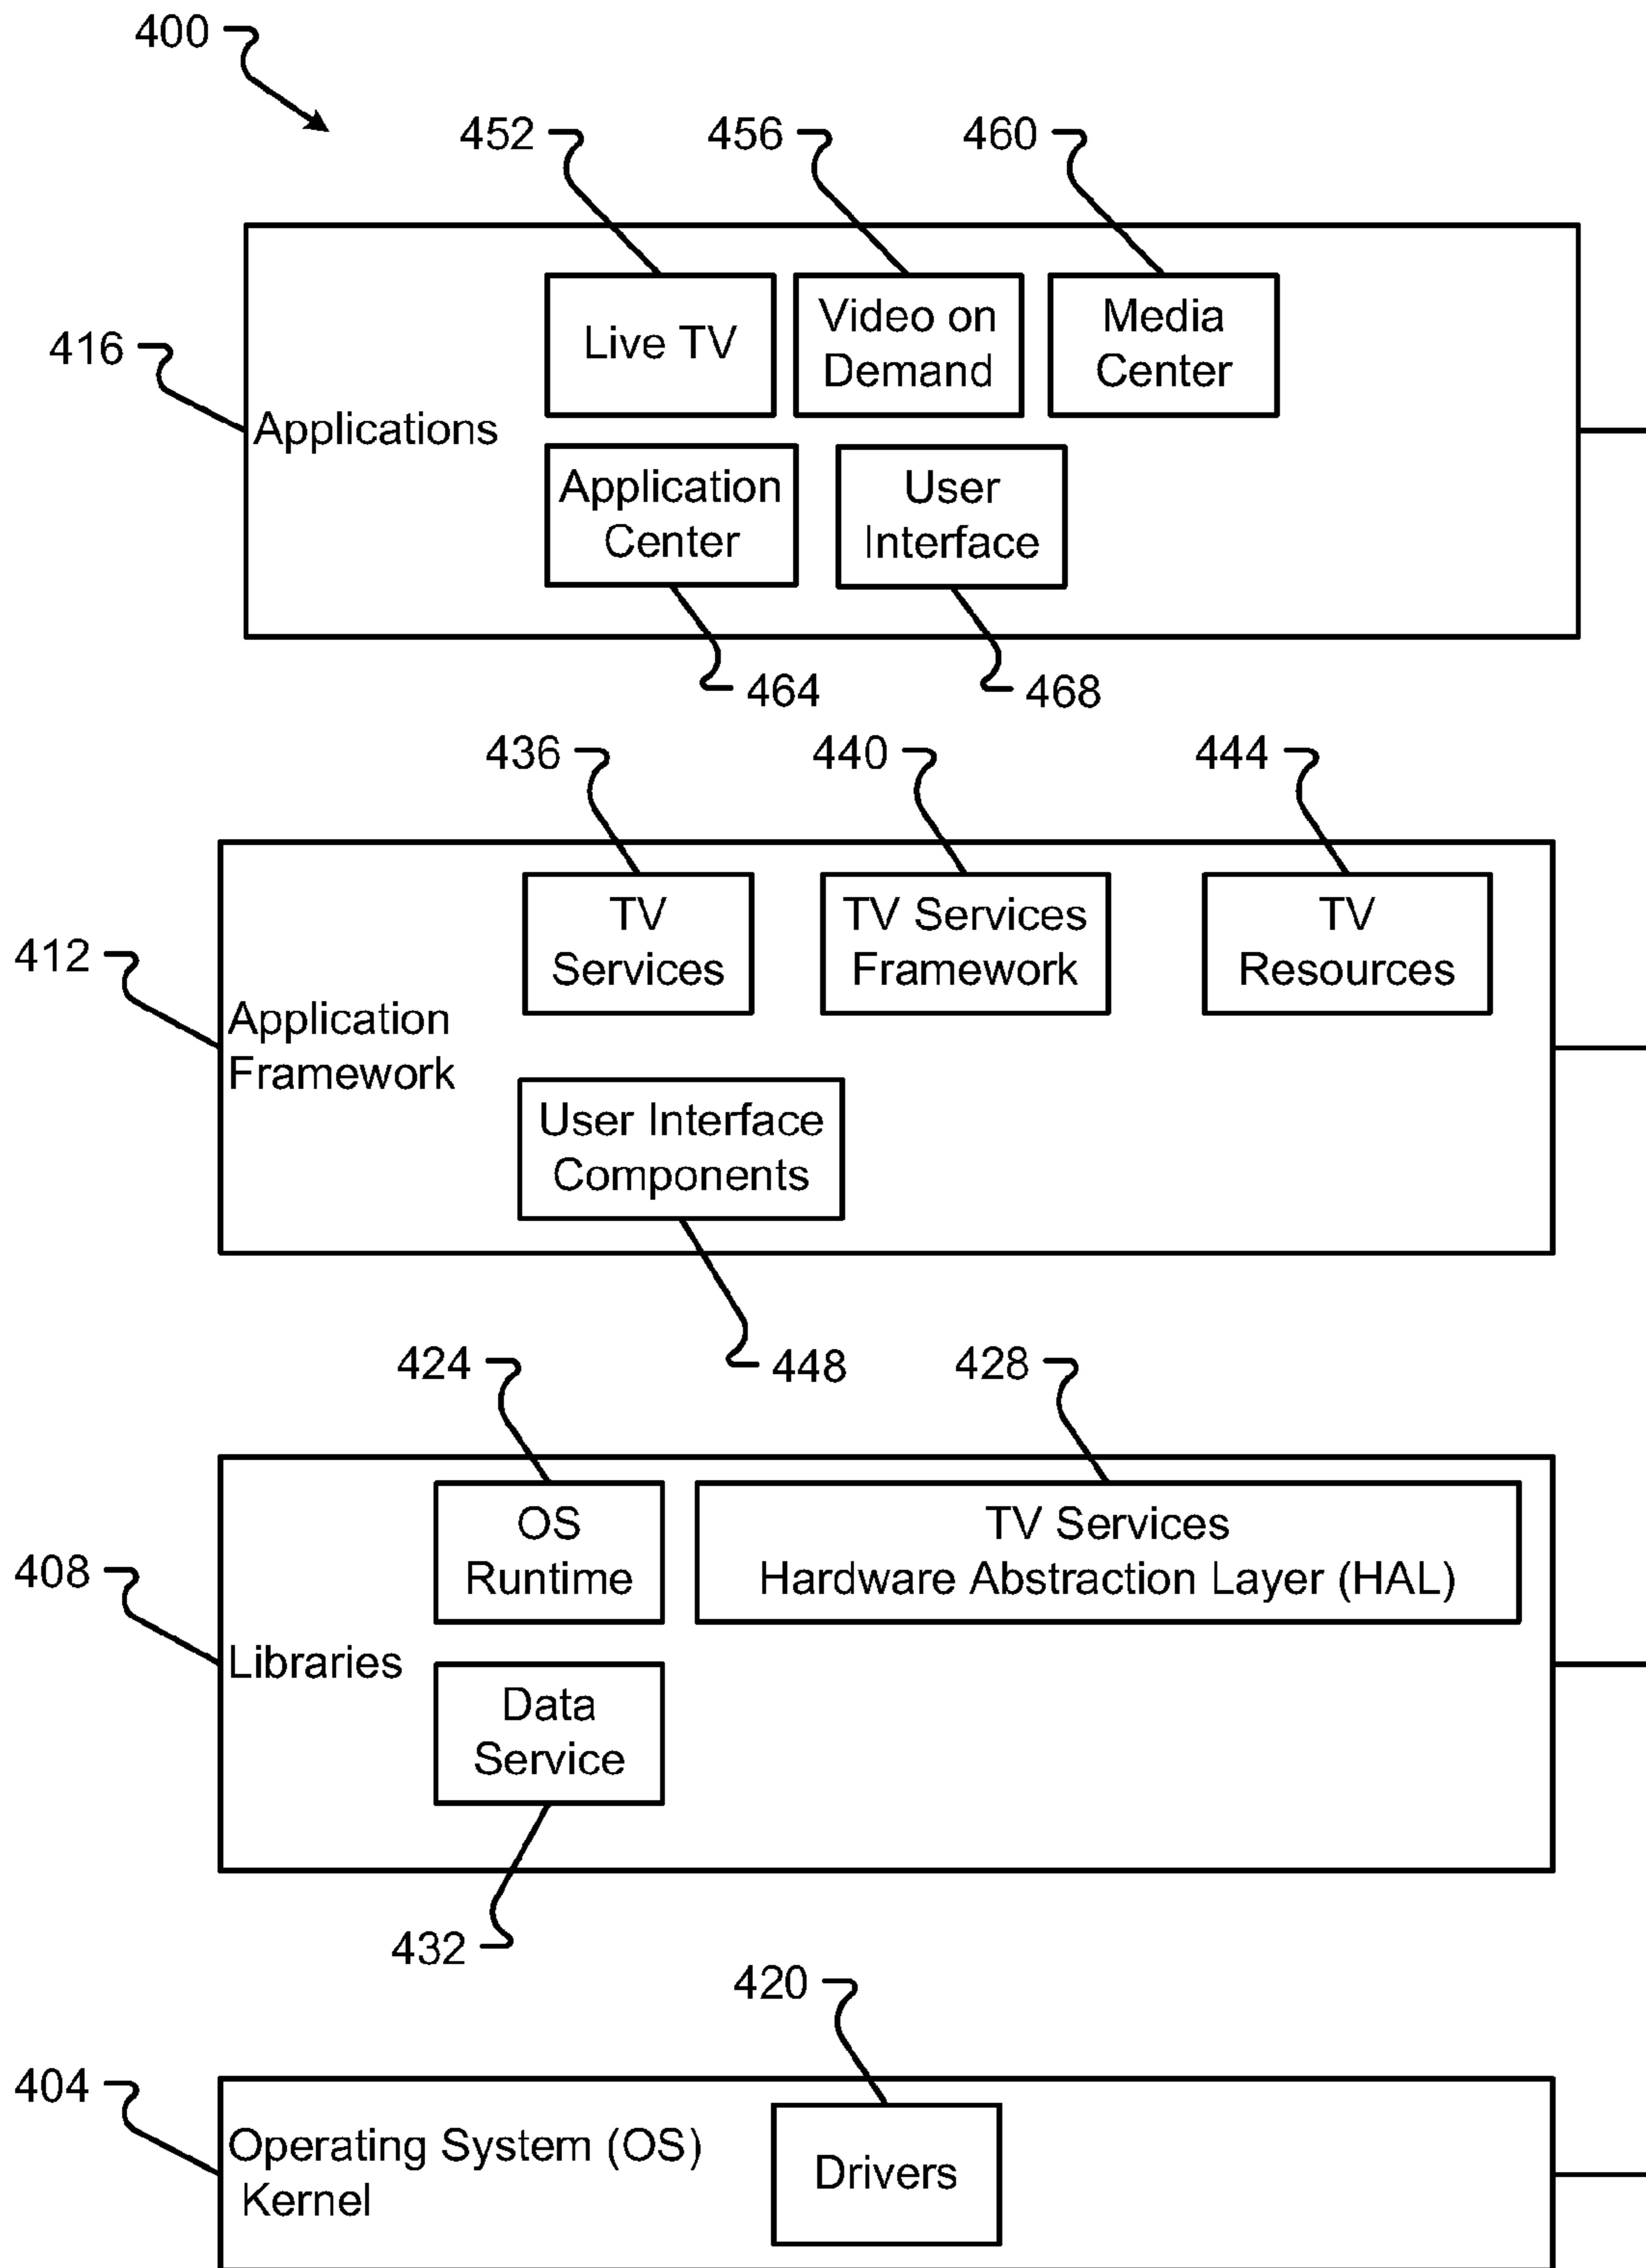 400
452
456
460
416
Applications
Live TV
Video on
Demand
Media
Center
Application
Center
User
Interface
464
468
436
440
444
412
Application
Framework
TV
Services
TV Services
Framework
TV
Resources
User Interface
Components
448
424
428
408
Libraries
OS
Runtime
TV Services
Hardware Abstraction Layer (HAL)
Data
Service
432
420
404
Operating System (OS)
Kernel
Drivers